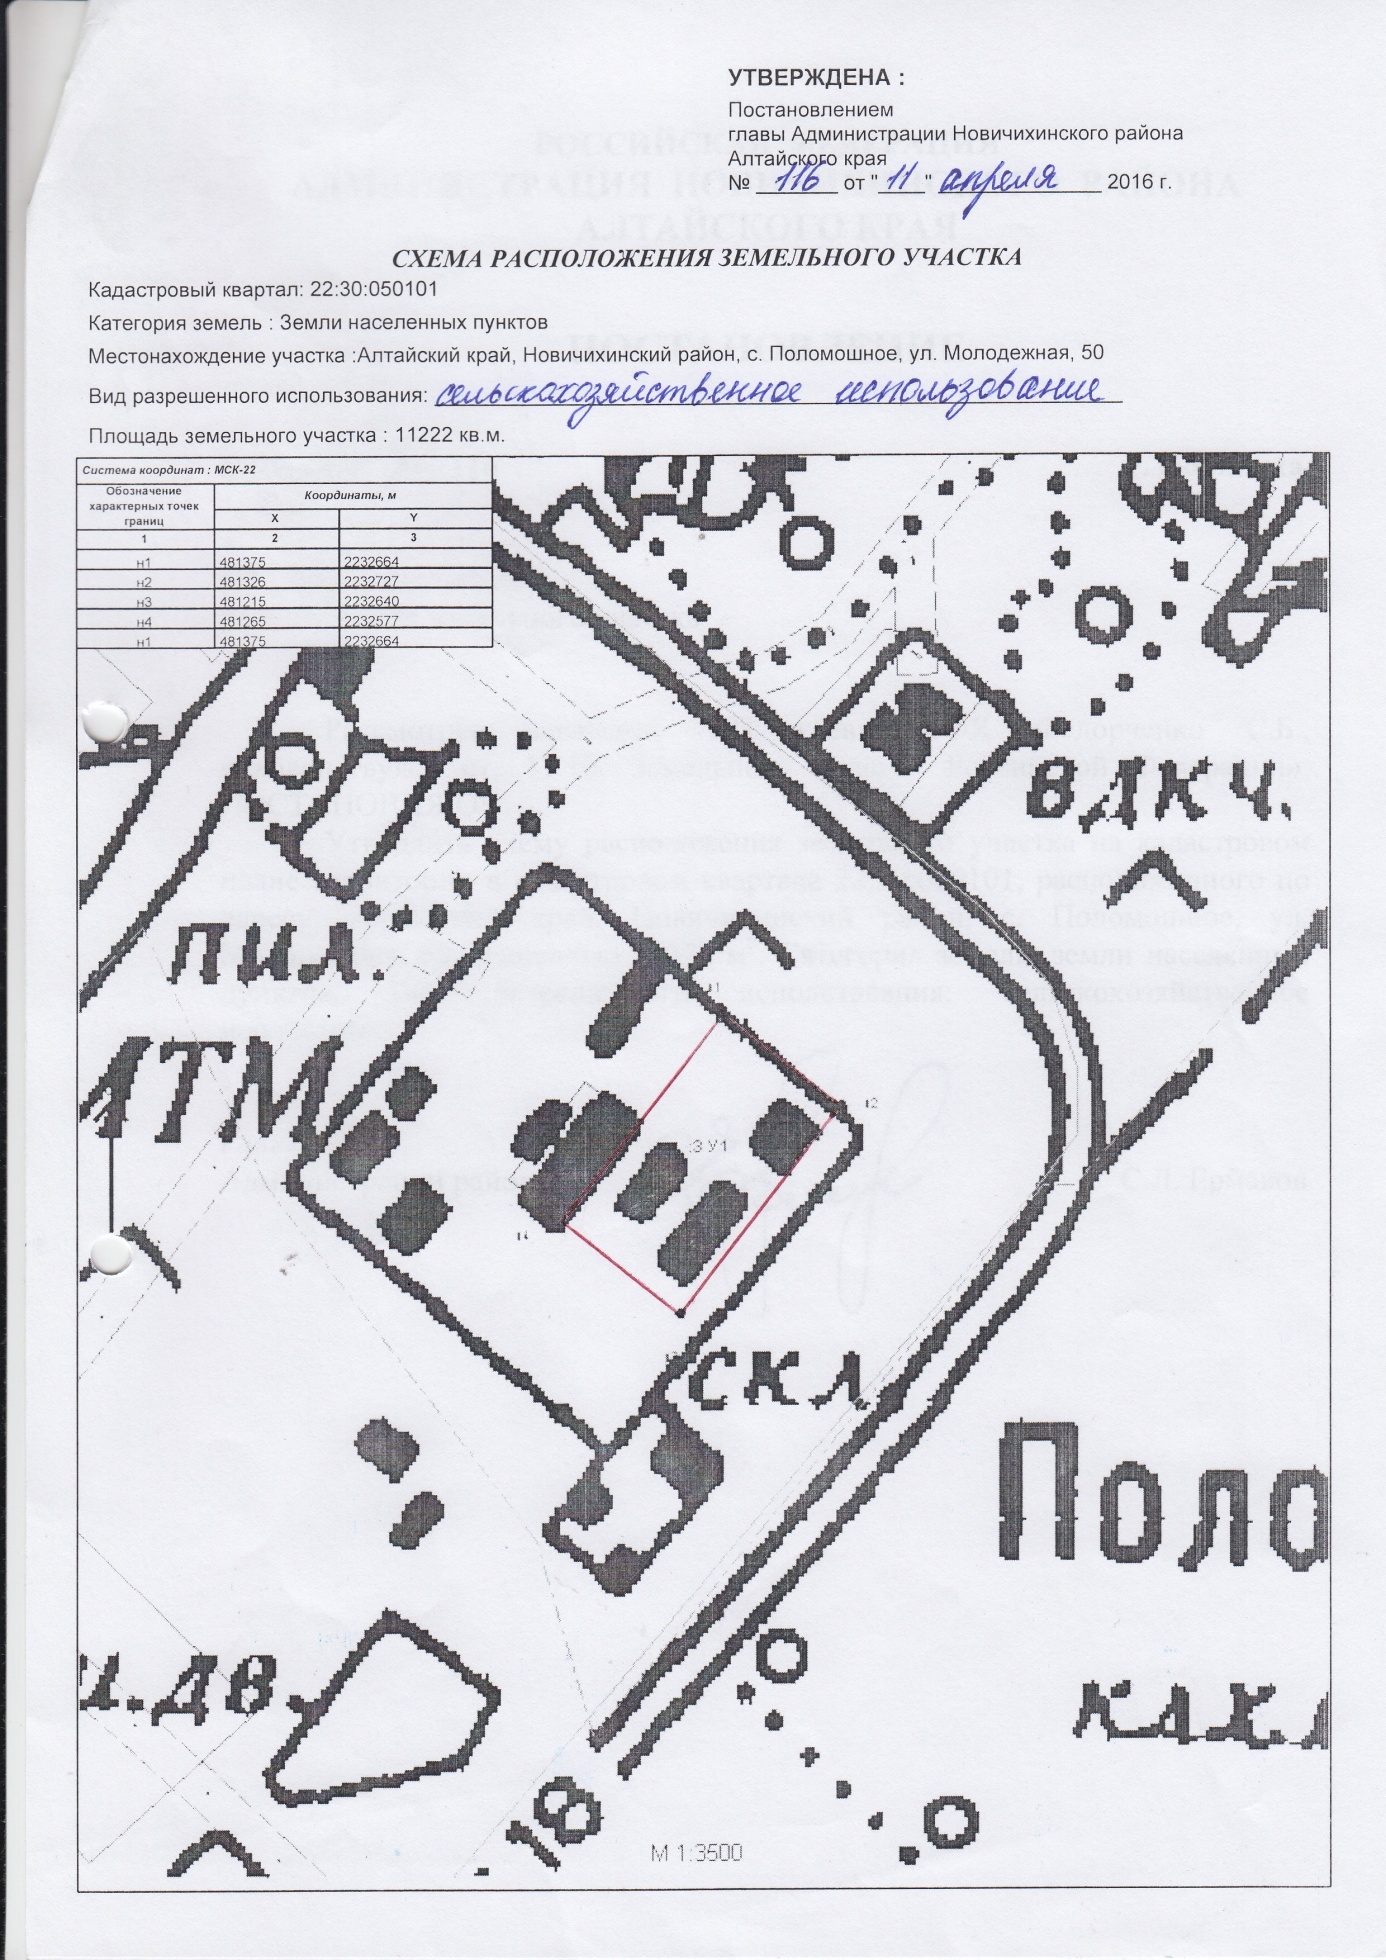 УТВЕРЖДЕНА :
Постановлением
главы Администрации Новичихинского района
Алтайского края
№ 116 от " 11 " апреля 2016 г.
СХЕМА РАСПОЛОЖЕНИЯ ЗЕМЕЛЬНОГО УЧАСТКА
Кадастровый квартал: 22:30:050101
Категория земель : Земли населенных пунктов
Местонахождение участка :Алтайский край, Новичихинский район, с. Поломошное, ул. Молодежная, 50
Вид разрешенного использования: сельскохозяйственное использование
Площадь земельного участка : 11222 кв.м.
Система координат : МСК-22
Обозначение характерных точек границ Координаты, м
X Y
1 2 3
н1 481375 2232664
н2 481326 2232727
н3 481215 2232640
н4 481265 2232577
н1 481375 2232664
вдкч.
пил.
МТМ
ЗУ1
скл.
Поло
ч.дв.
клх.
18
М 1:3500